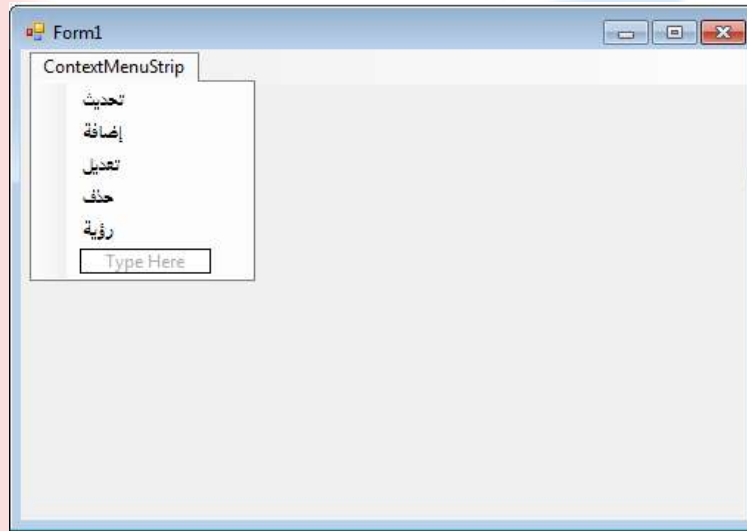 Form1
ContextMenuStrip
تحديث
إضافة
تعديل
حذف
رؤية
Type Here